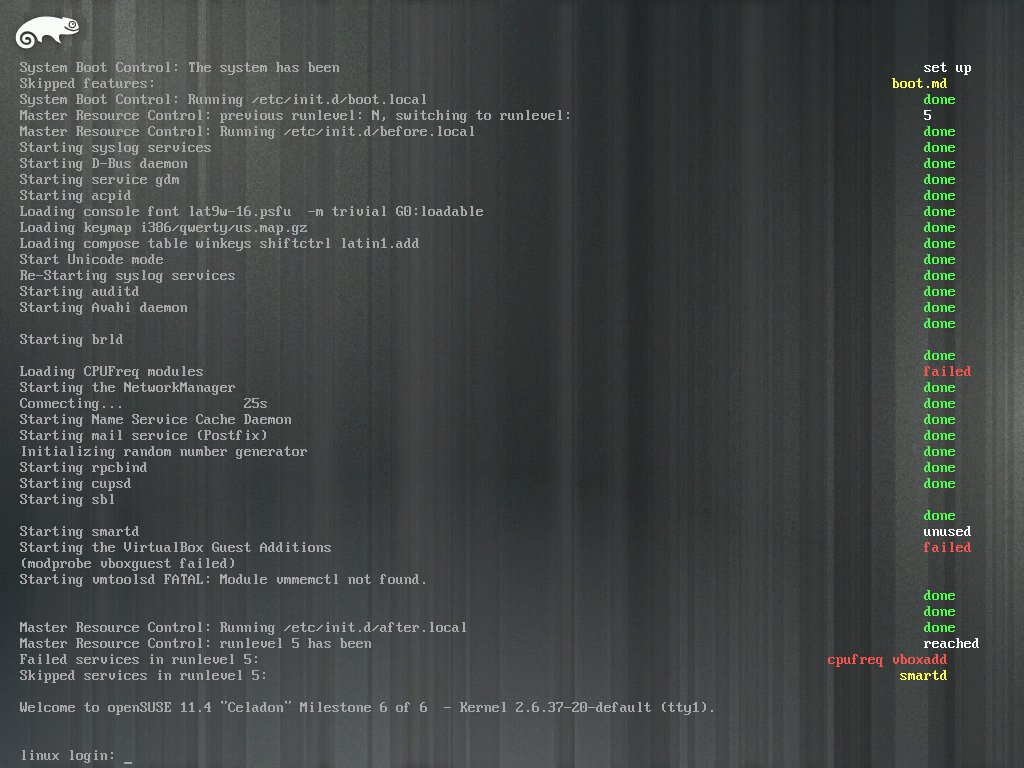 System Boot Control: The system has been set up
Skipped features: boot.md
System Boot Control: Running /etc/init.d/boot.local done
Master Resource Control: previous runlevel: N, switching to runlevel: 5
Master Resource Control: Running /etc/init.d/before.local done
Starting syslog services done
Starting D-Bus daemon done
Starting service gdm done
Starting acpid done
Loading console font lat9w-16.psfu  -m trivial G0:loadable done
Loading keymap i386/qwerty/us.map.gz done
Loading compose table winkeys shiftctrl latin1.add done
Start Unicode mode done
Re-Starting syslog services done
Starting auditd done
Starting Avahi daemon done
done
Starting brld
done
Loading CPUFreq modules failed
Starting the NetworkManager done
Connecting... 25s done
Starting Name Service Cache Daemon done
Starting mail service (Postfix) done
Initializing random number generator done
Starting rpcbind done
Starting cupsd done
Starting sbl
done
Starting smartd unused
Starting the VirtualBox Guest Additions failed
(modprobe vboxguest failed)
Starting vmtoolsd FATAL: Module vmmemctl not found.
done
done
Master Resource Control: Running /etc/init.d/after.local done
Master Resource Control: runlevel 5 has been reached
Failed services in runlevel 5: cpufreq vboxadd
Skipped services in runlevel 5: smartd
Welcome to openSUSE 11.4 "Celadon" Milestone 6 of 6  - Kernel 2.6.37-20-default (tty1).
linux login: _